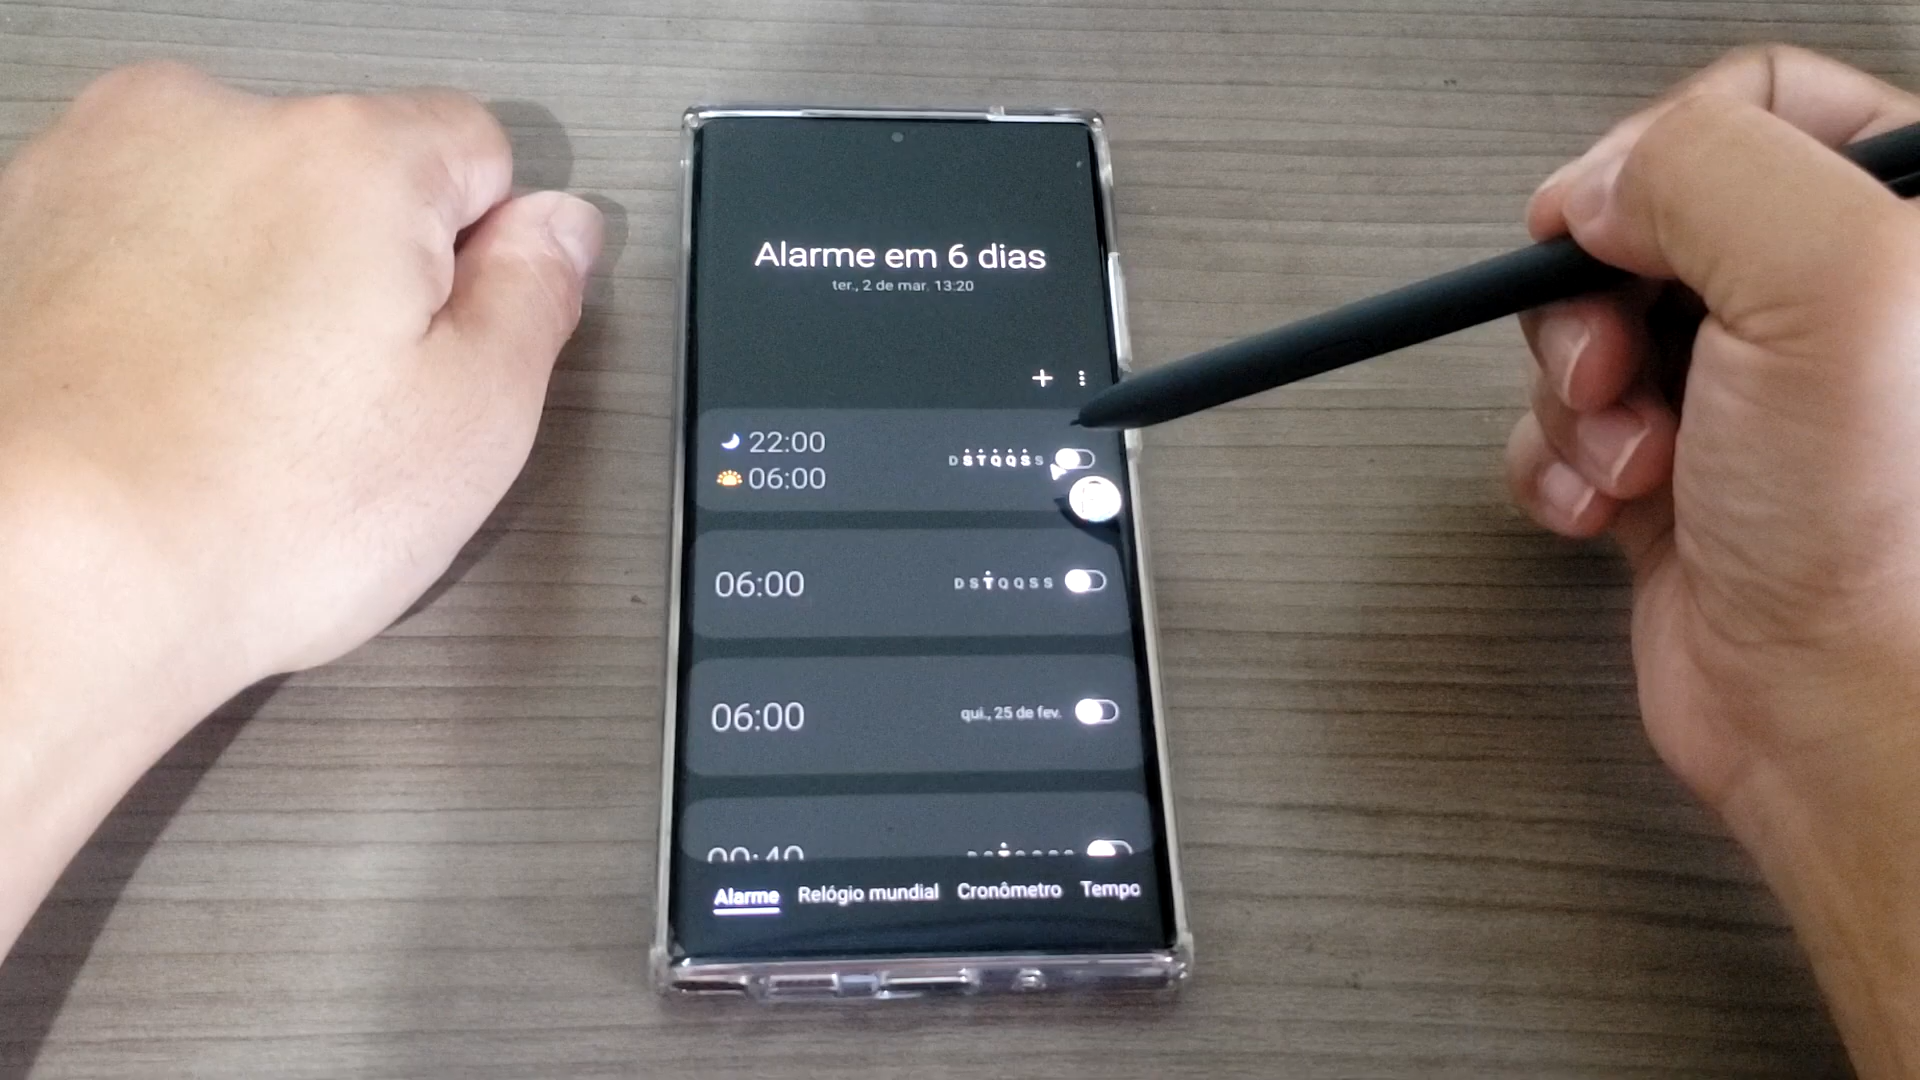 Alarme em 6 dias
ter., 2 de mar. 13:20
+
22:00
06:00
D S T Q Q S S
06:00
D S T Q Q S S
06:00
qui., 25 de fev.
Alarme Relógio mundial Cronômetro Tempo